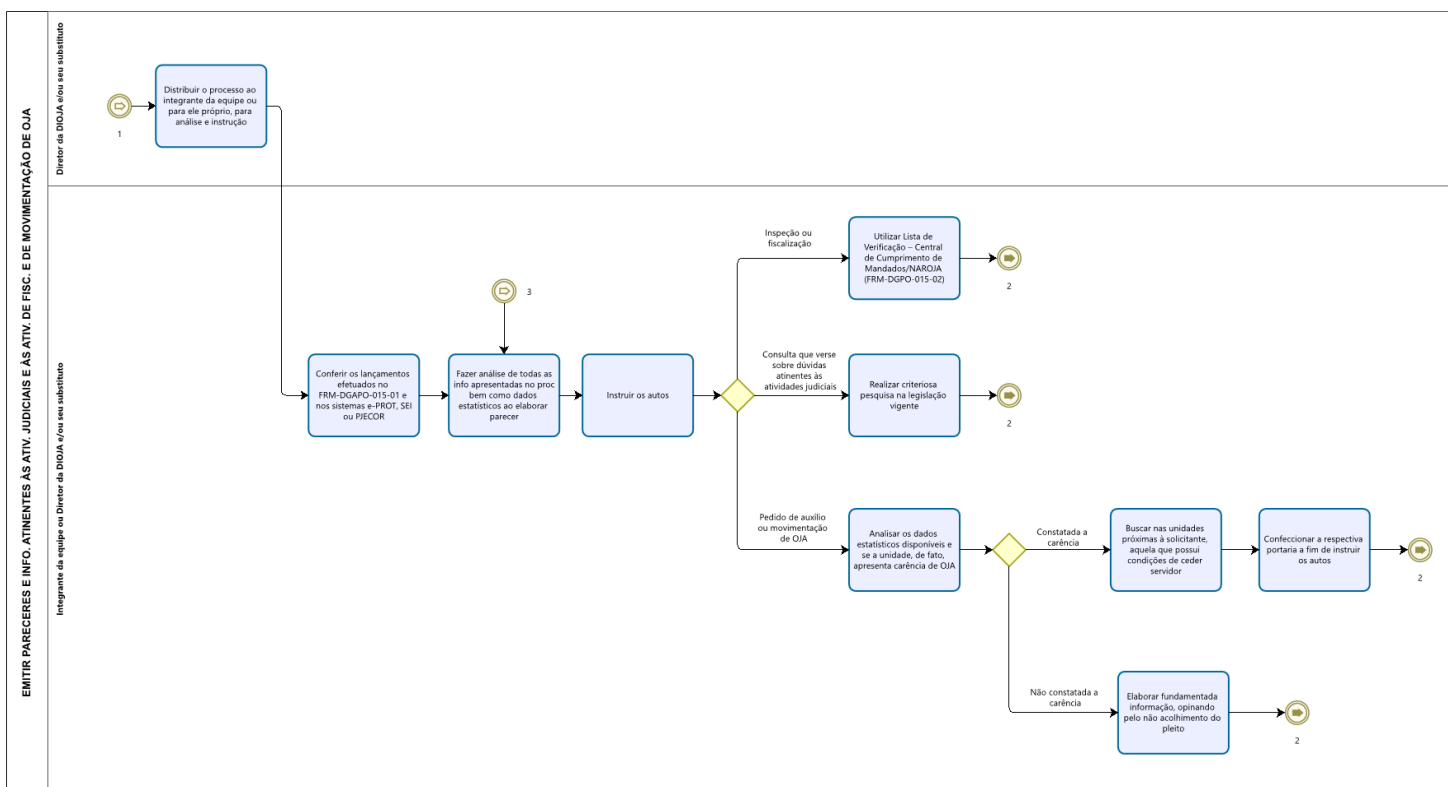 EMITIR PARECERES E INFO. ATINENTES ÀS ATIV. JUDICIAIS E ÀS ATIV. DE FISC. E DE MOVIMENTAÇÃO DE OJA
Diretor da DIOJA e/ou seu substituto
1
Distribuir o processo ao
integrante da equipe ou
para ele próprio, para
análise e instrução
Integrante da equipe ou Diretor da DIOJA e/ou seu substituto
Conferir os lançamentos
efetuados no
FRM-DGAPO-015-01 e
nos sistemas e-PROT, SEI
ou PJECOR
3
Fazer análise de todas as
info apresentadas no proc
bem como dados
estatísticos ao elaborar
parecer
Instruir os autos
Inspeção ou
fiscalização
Utilizar Lista de
Verificação – Central
de Cumprimento de
Mandados/NAROJA
(FRM-DGPO-015-02)
2
Consulta que verse
sobre dúvidas
atinentes às
atividades judiciais
Realizar criteriosa
pesquisa na legislação
vigente
2
Pedido de auxílio
ou movimentação
de OJA
Analisar os dados
estatísticos disponíveis e
se a unidade, de fato,
apresenta carência de OJA
Constatada a
carência
Buscar nas unidades
próximas à solicitante,
aquela que possui
condições de ceder
servidor
Confeccionar a respectiva
portaria a fim de instruir
os autos
2
Não constatada a
carência
Elaborar fundamentada
informação, opinando
pelo não acolhimento do
pleito
2